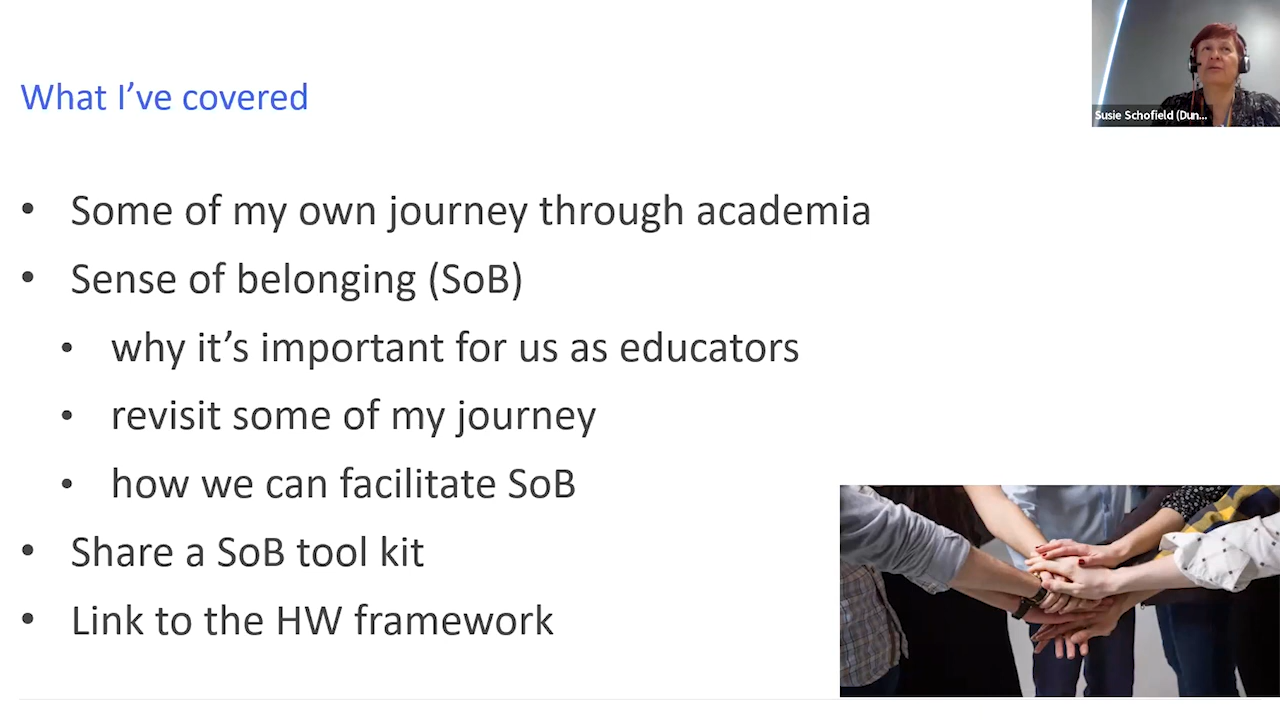 What I’ve covered
Susie Schofield (Dun...
• Some of my own journey through academia
• Sense of belonging (SoB)
• why it’s important for us as educators
• revisit some of my journey
• how we can facilitate SoB
• Share a SoB tool kit
• Link to the HW framework